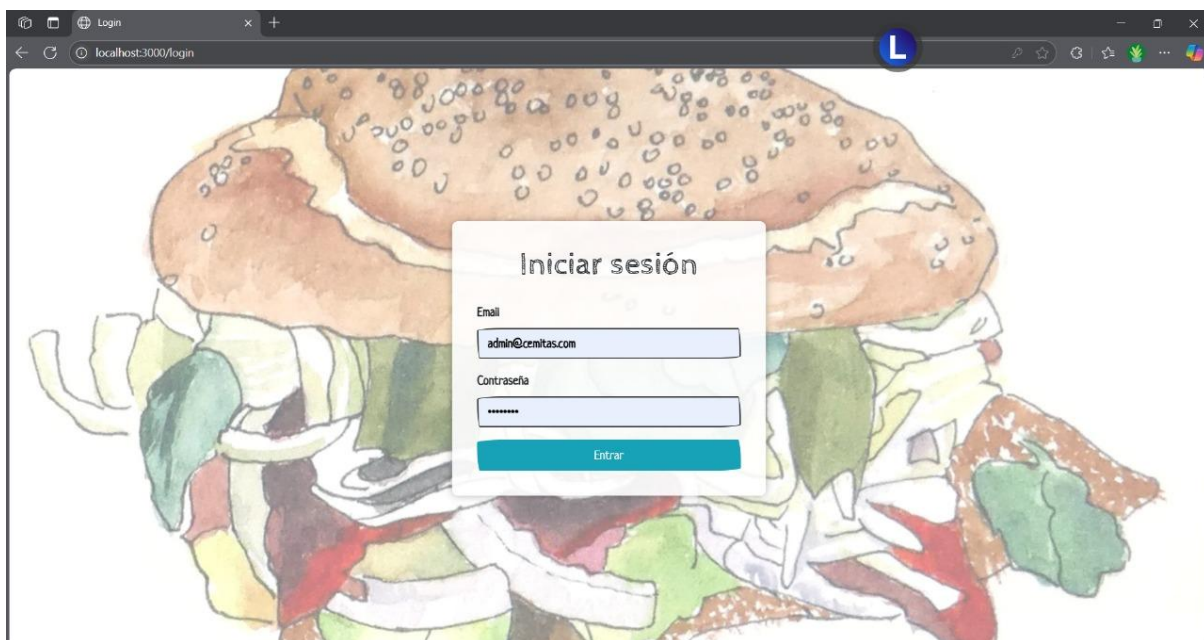 Login
localhost:3000/login
L
Iniciar sesión
Email
admin@cemitas.com
Contraseña
••••••••
Entrar